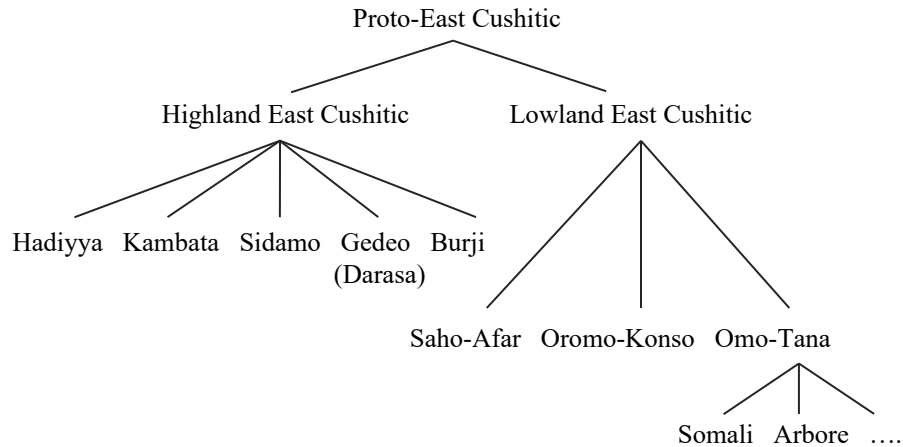 Proto-East Cushitic
Highland East Cushitic Lowland East Cushitic
Hadiyya Kambata Sidamo Gedeo Burji
(Darasa)
Saho-Afar Oromo-Konso Omo-Tana
Somali Arbore ….